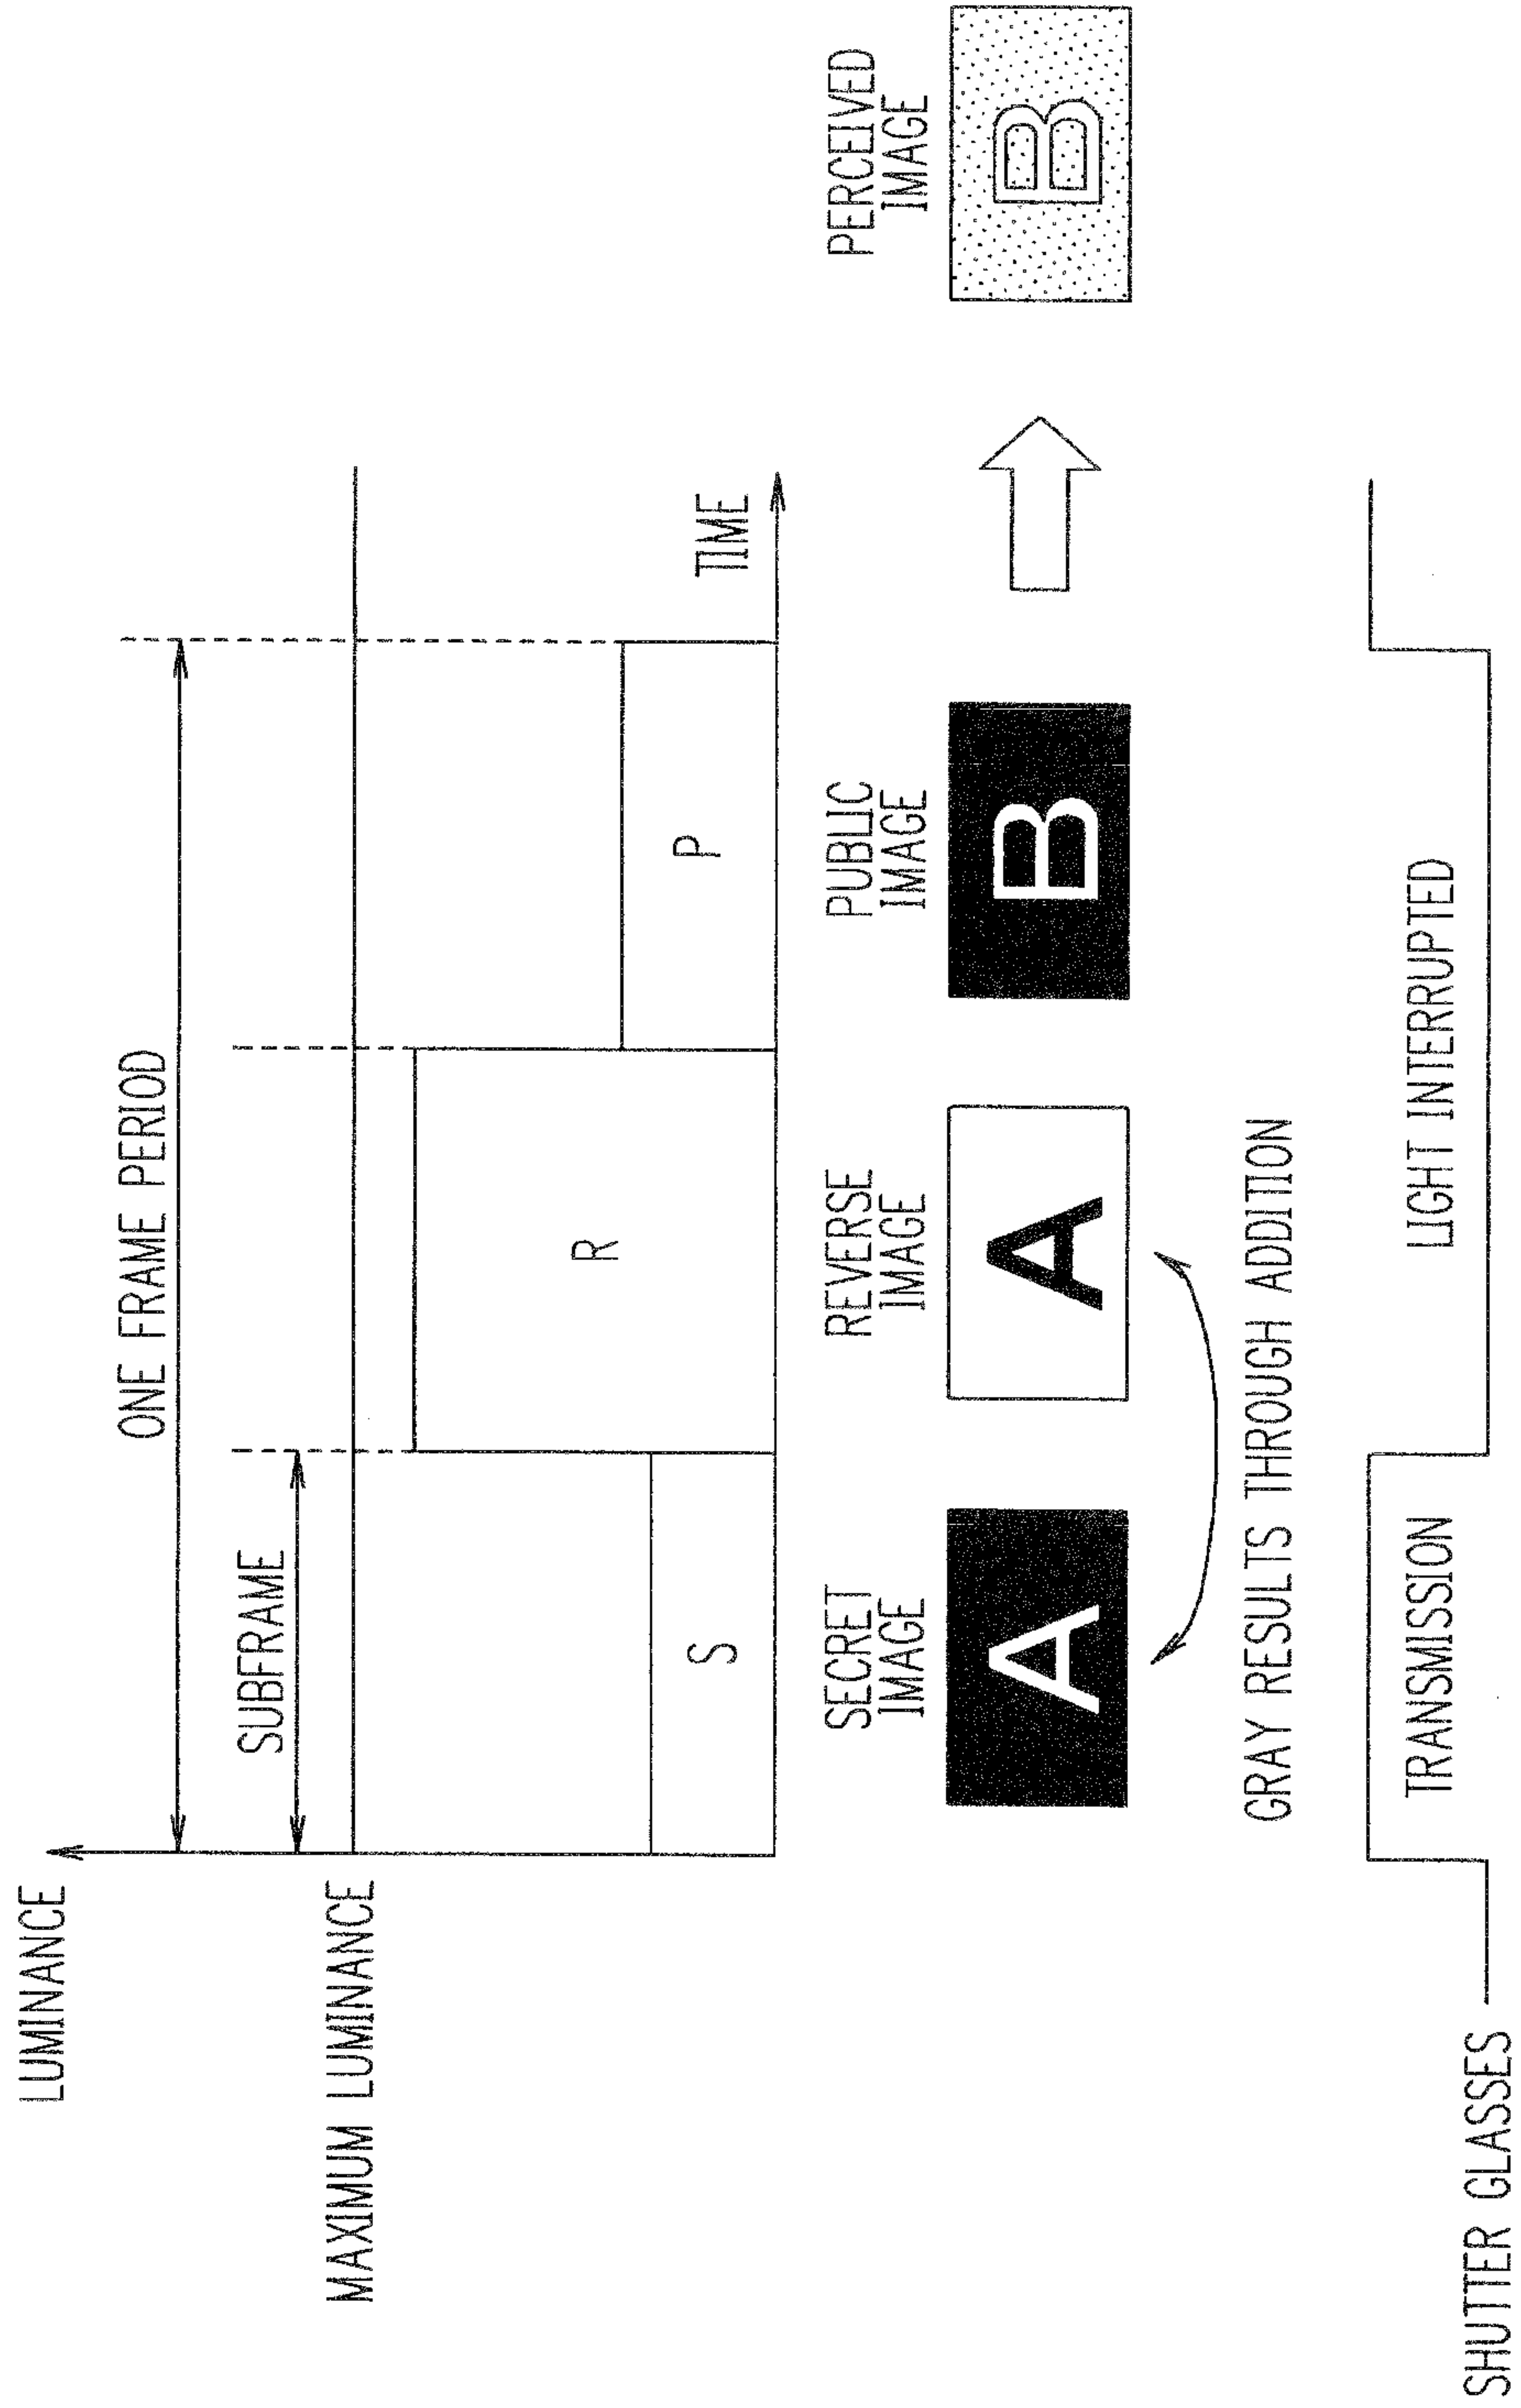 LUMINANCE
ONE FRAME PERIOD
SUBFRAME
MAXIMUM LUMINANCE
S
R
P
TIME
SECRET
IMAGE
REVERSE
IMAGE
PUBLIC
IMAGE
PERCEIVED
IMAGE
A
A
B
B
GRAY RESULTS THROUGH ADDITION
TRANSMISSION
LIGHT INTERRUPTED
SHUTTER GLASSES